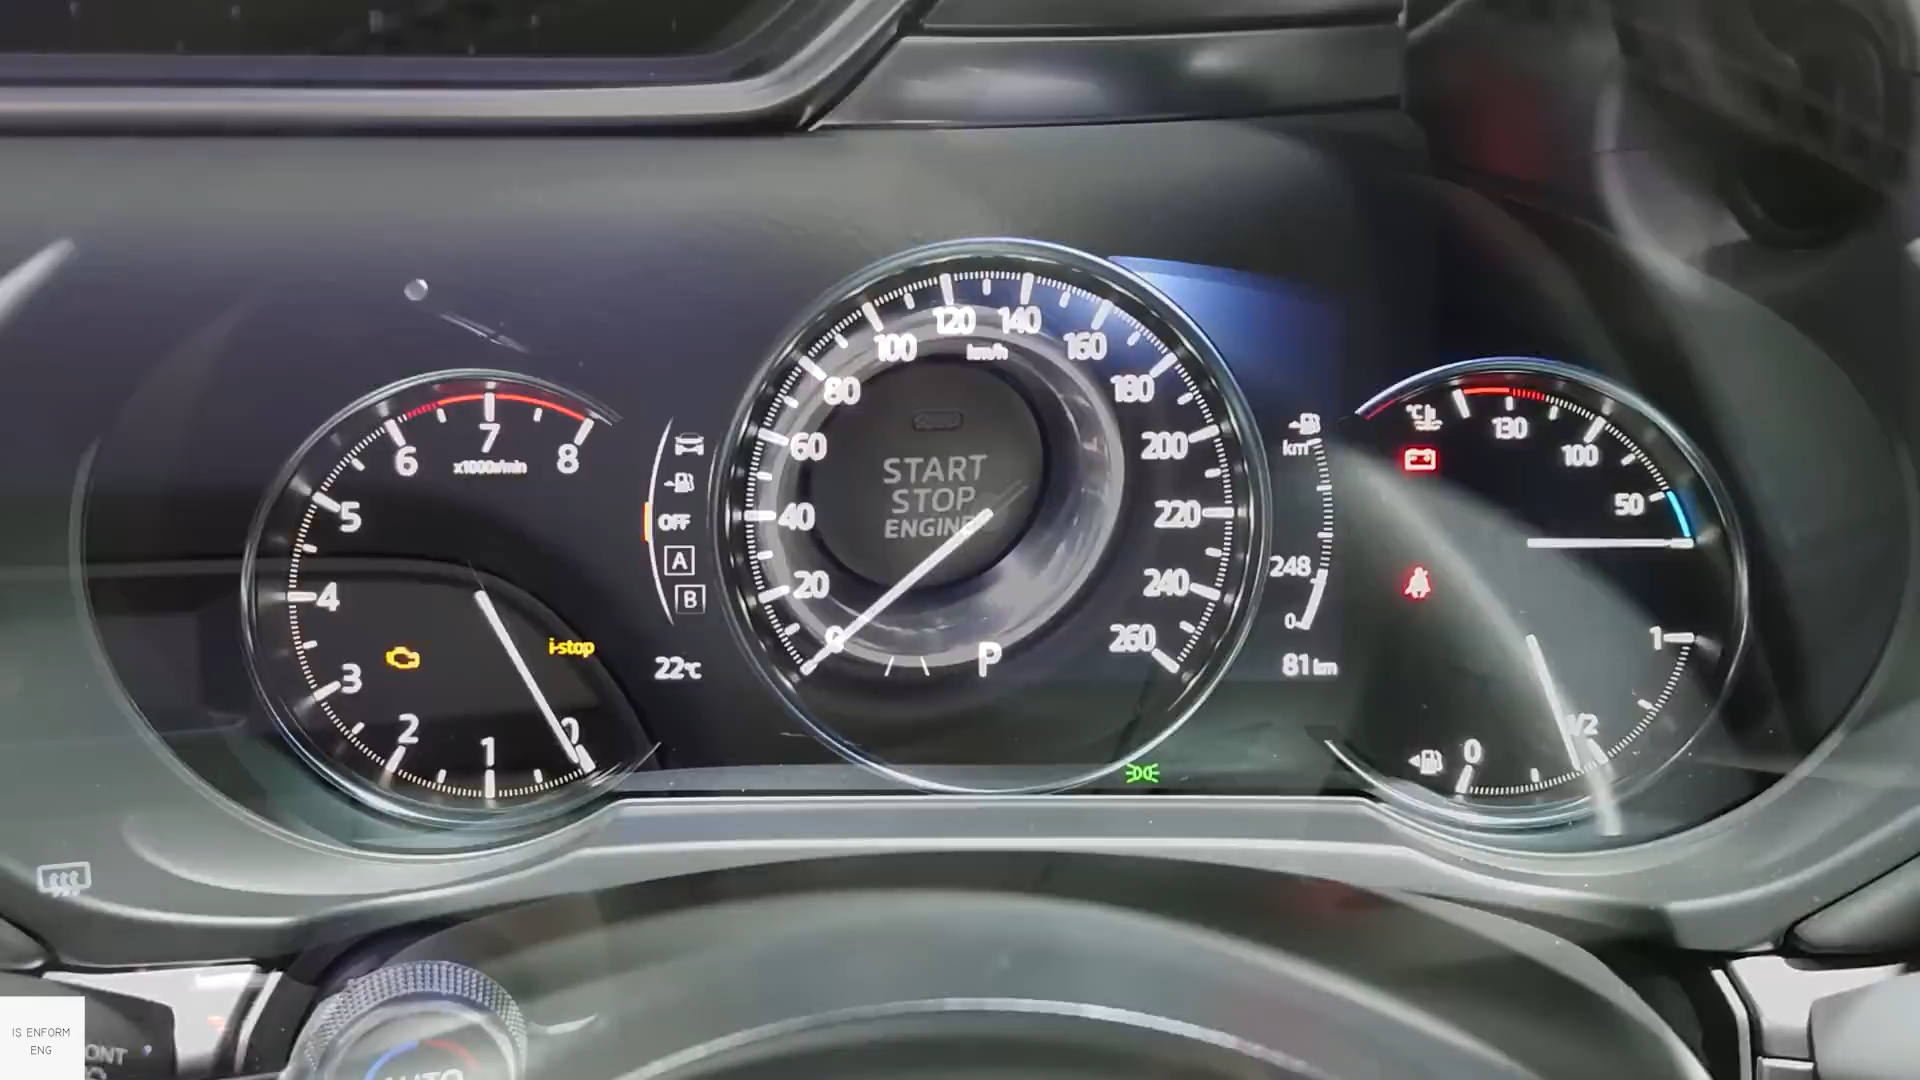 120 140
100 km/h 160
80 180
START
STOP
ENGINE
60 200
40 220
20 240
0 260
P
7
6 x1000r/min 8
5
4
3
2
1
0
i-stop
OFF
A
B
22℃
km
248
0
81 km
℃
130
100
50
1
1/2
0
AUTO
IS ENFORM
ENG